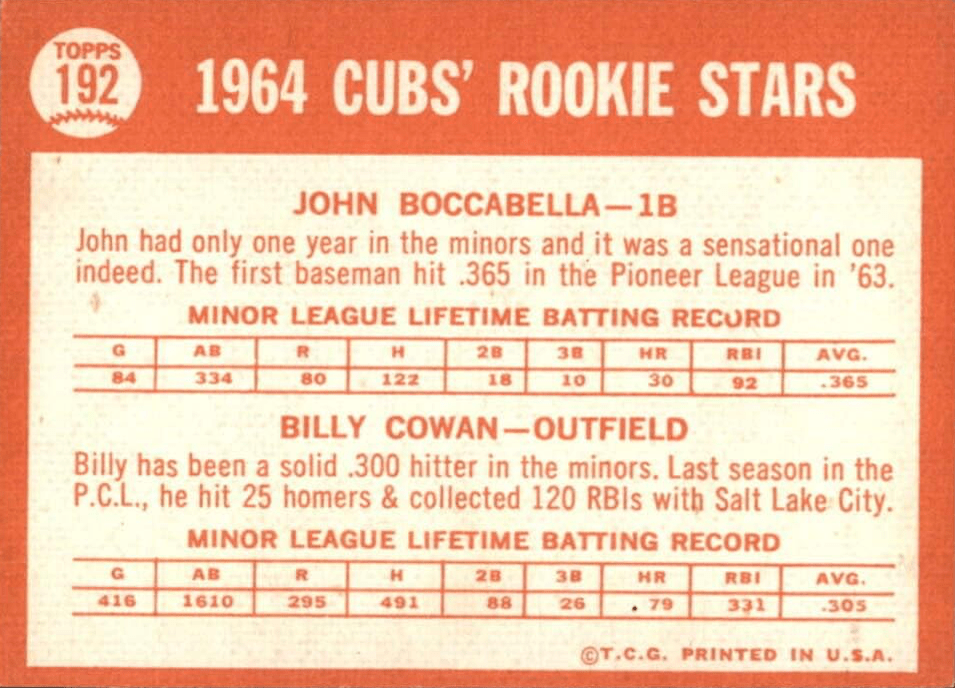 TOPPS
192
1964 CUBS' ROOKIE STARS
JOHN BOCCABELLA—1B
John had only one year in the minors and it was a sensational one
indeed. The first baseman hit .365 in the Pioneer League in '63.
MINOR LEAGUE LIFETIME BATTING RECORD
G AB R H 2B 3B HR RBI AVG.
84 334 80 122 18 10 30 92 .365
BILLY COWAN—OUTFIELD
Billy has been a solid .300 hitter in the minors. Last season in the
P.C.L., he hit 25 homers & collected 120 RBIs with Salt Lake City.
MINOR LEAGUE LIFETIME BATTING RECORD
G AB R H 2B 3B HR RBI AVG.
416 1610 295 491 88 26 79 331 .305
©T.C.G. PRINTED IN U.S.A.